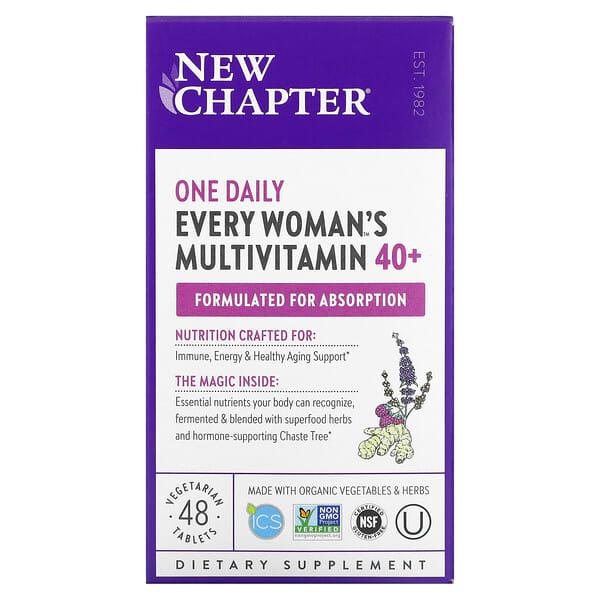 NEW
CHAPTER®
EST. 1982
ONE DAILY
EVERY WOMAN'S™
MULTIVITAMIN 40+
FORMULATED FOR ABSORPTION
NUTRITION CRAFTED FOR:
Immune, Energy & Healthy Aging Support*
THE MAGIC INSIDE:
Essential nutrients your body can recognize,
fermented & blended with superfood herbs
and hormone-supporting Chaste Tree*
VEGETARIAN
48
TABLETS
MADE WITH ORGANIC VEGETABLES & HERBS
ICS
NON
GMO
Project
VERIFIED
nongmoproject.org
CERTIFIED
NSF
GLUTEN-FREE
U
DIETARY SUPPLEMENT